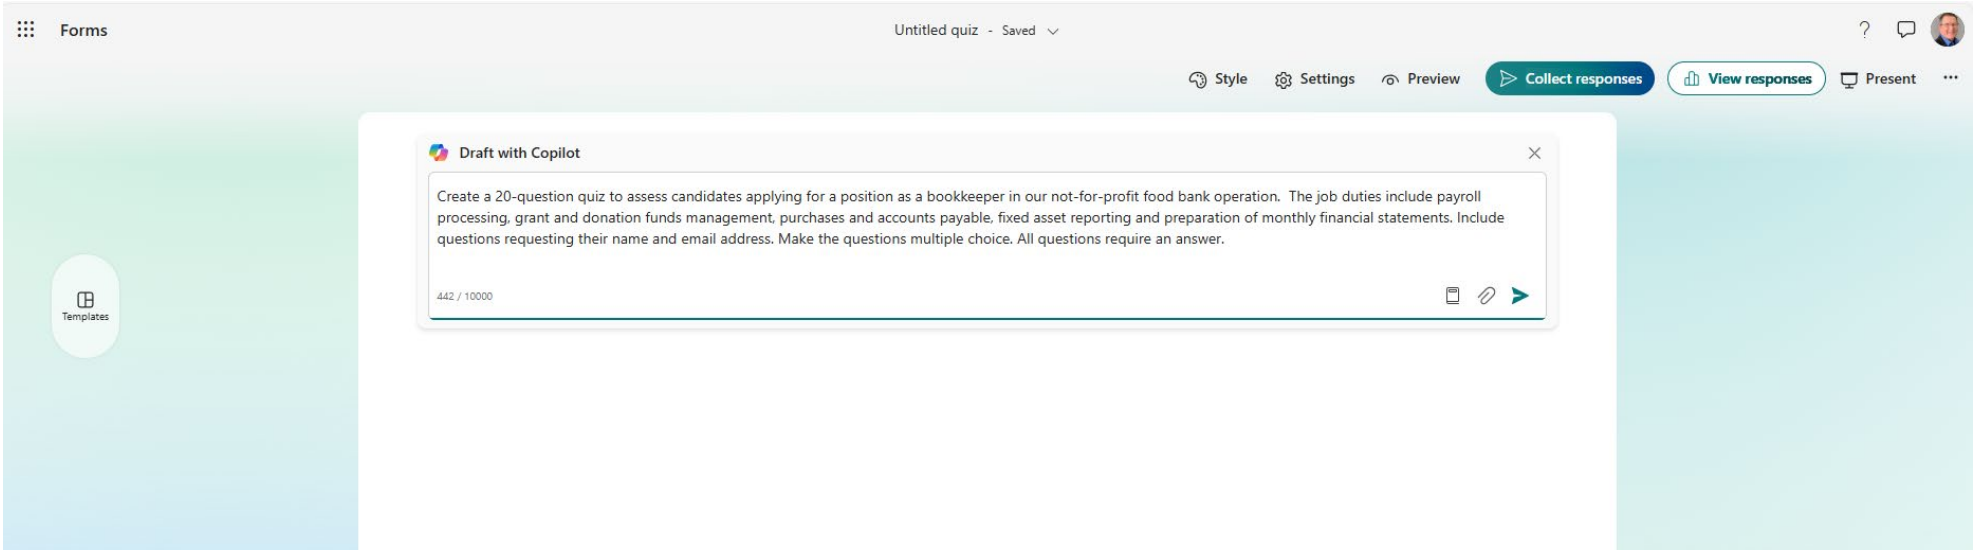 Forms
Untitled quiz - Saved
Style Settings Preview Collect responses View responses Present
Draft with Copilot
Create a 20-question quiz to assess candidates applying for a position as a bookkeeper in our not-for-profit food bank operation.  The job duties include payroll
processing, grant and donation funds management, purchases and accounts payable, fixed asset reporting and preparation of monthly financial statements. Include
questions requesting their name and email address. Make the questions multiple choice. All questions require an answer.
442 / 10000
Templates